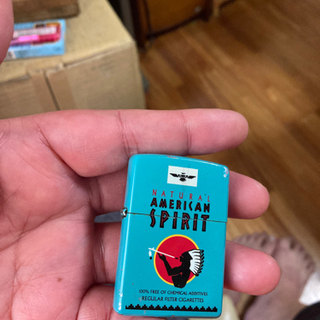 NATURAL
AMERICAN
SPIRIT
100% FREE OF CHEMICAL ADDITIVES
REGULAR FILTER CIGARETTES